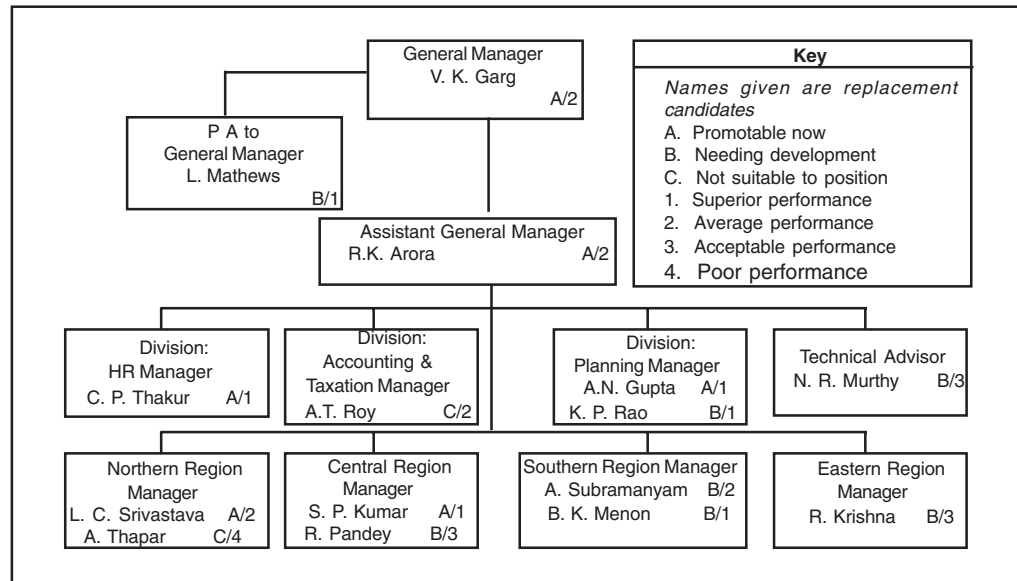 General Manager
V. K. Garg
A/2
P A to
General Manager
L. Mathews
B/1
Key
Names given are replacement
candidates
A. Promotable now
B. Needing development
C. Not suitable to position
1. Superior performance
2. Average performance
3. Acceptable performance
4. Poor performance
Assistant General Manager
R.K. Arora A/2
Division:
HR Manager
C. P. Thakur A/1
Division:
Accounting &
Taxation Manager
A.T. Roy C/2
Division:
Planning Manager
A.N. Gupta A/1
K. P. Rao B/1
Technical Advisor
N. R. Murthy B/3
Northern Region
Manager
L. C. Srivastava A/2
A. Thapar C/4
Central Region
Manager
S. P. Kumar A/1
R. Pandey B/3
Southern Region Manager
A. Subramanyam B/2
B. K. Menon B/1
Eastern Region
Manager
R. Krishna B/3